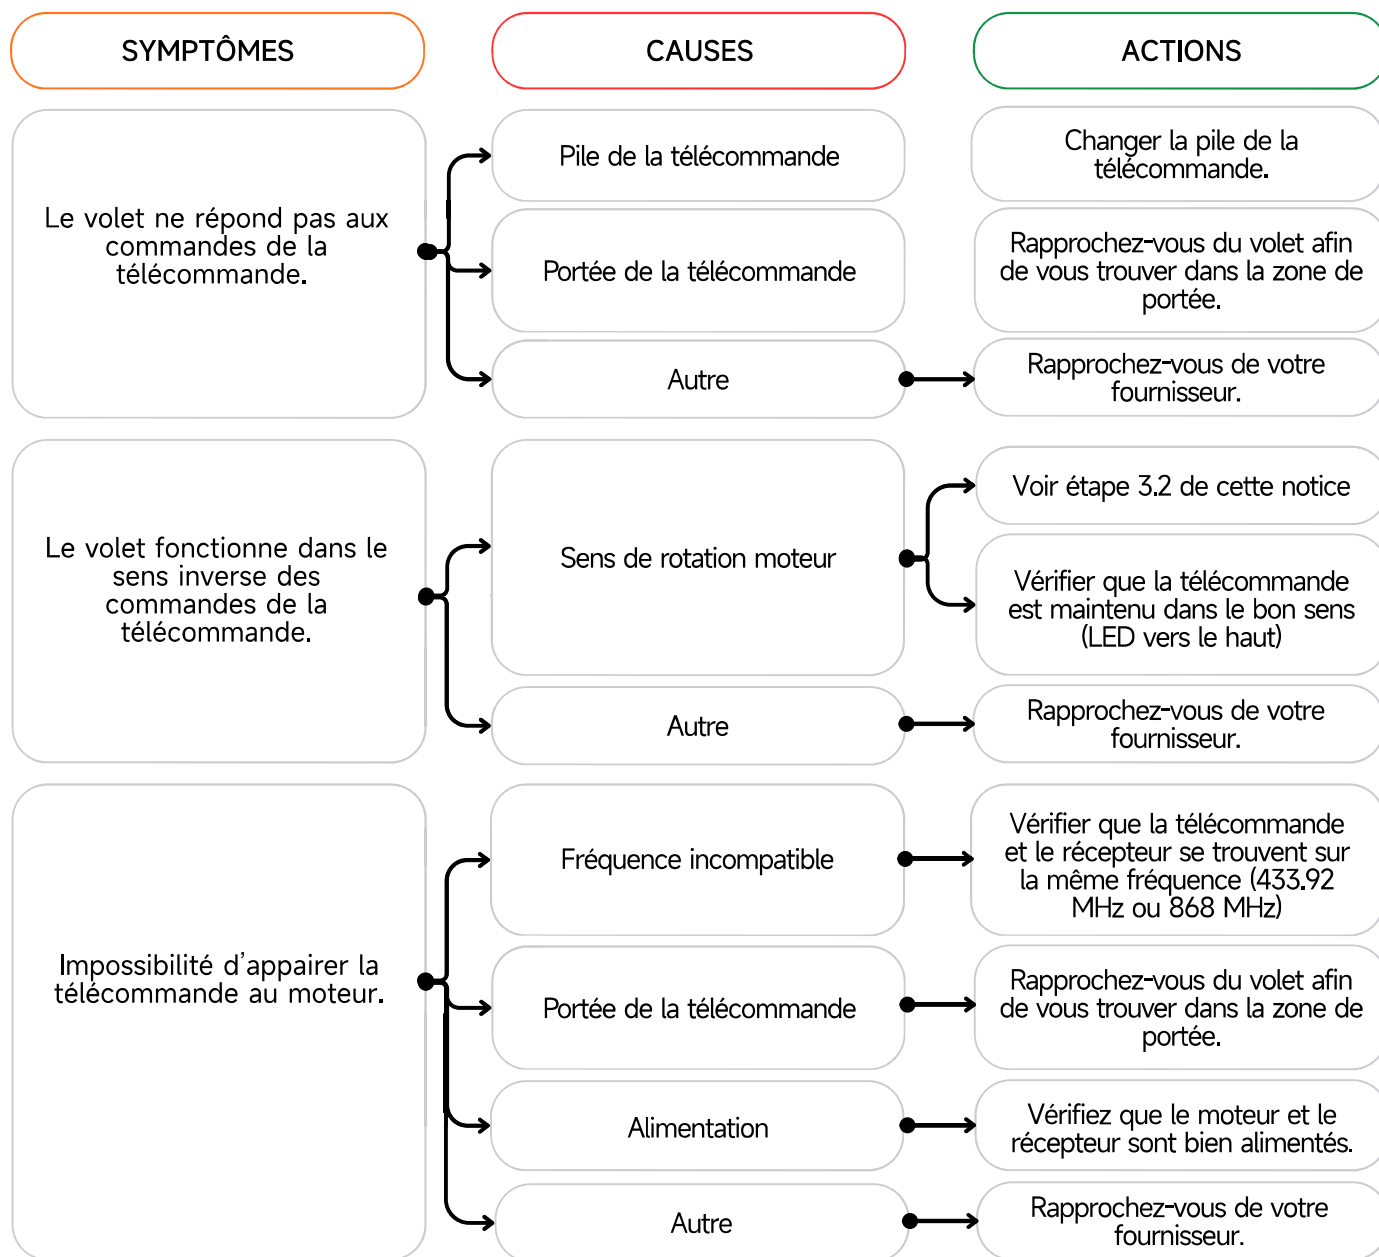 SYMPTÔMES
CAUSES
ACTIONS
Le volet ne répond pas aux
commandes de la
télécommande.
Pile de la télécommande
Changer la pile de la
télécommande.
Portée de la télécommande
Rapprochez-vous du volet afin
de vous trouver dans la zone de
portée.
Autre
Rapprochez-vous de votre
fournisseur.
Le volet fonctionne dans le
sens inverse des
commandes de la
télécommande.
Sens de rotation moteur
Voir étape 3.2 de cette notice
Vérifier que la télécommande
est maintenu dans le bon sens
(LED vers le haut)
Autre
Rapprochez-vous de votre
fournisseur.
Impossibilité d'appairer la
télécommande au moteur.
Fréquence incompatible
Vérifier que la télécommande
et le récepteur se trouvent sur
la même fréquence (433.92
MHz ou 868 MHz)
Portée de la télécommande
Rapprochez-vous du volet afin
de vous trouver dans la zone de
portée.
Alimentation
Vérifiez que le moteur et le
récepteur sont bien alimentés.
Autre
Rapprochez-vous de votre
fournisseur.